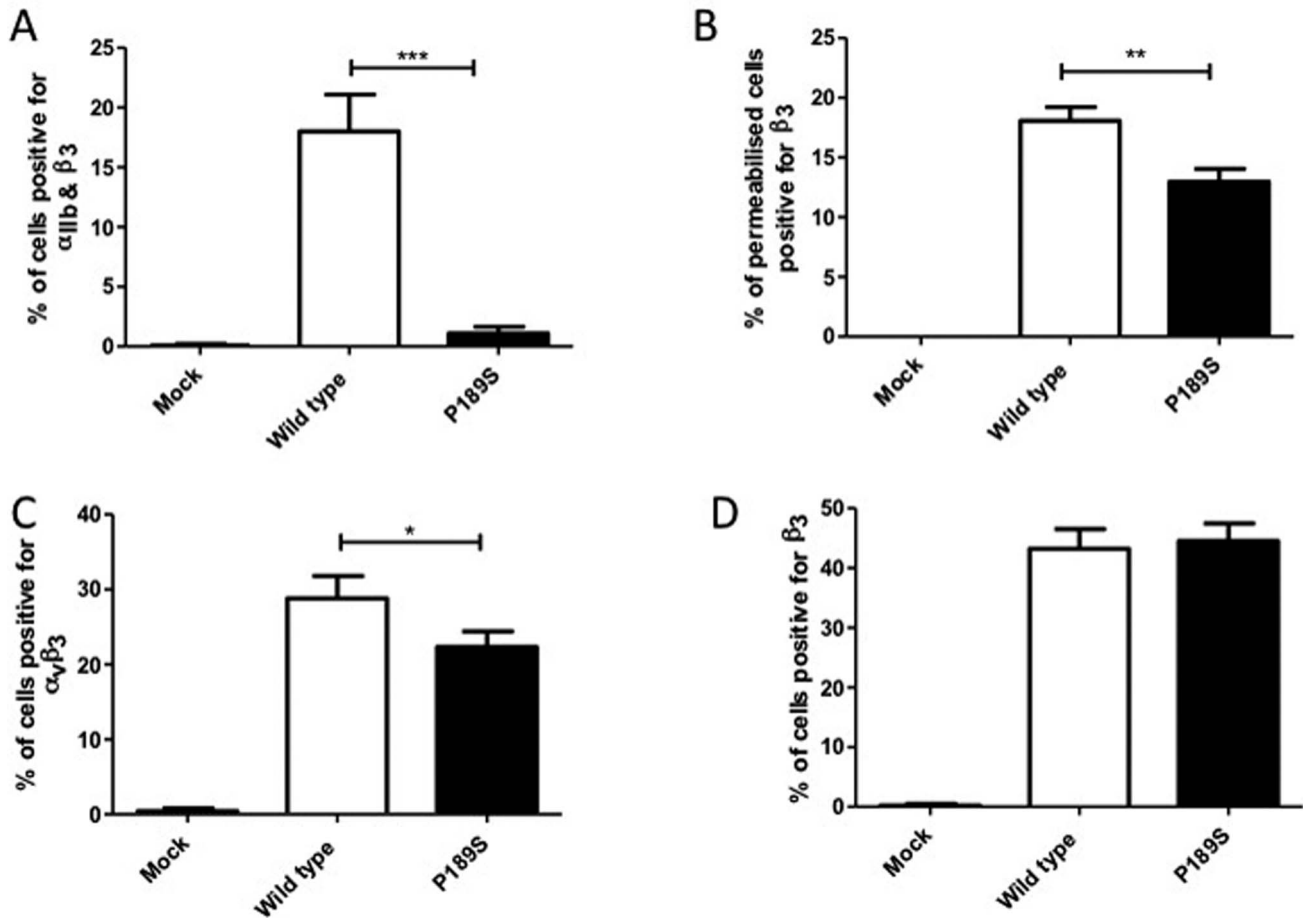 A
% of cells positive for
αIIb & β3
25
20
15
10
5
0
***
Mock
Wild type
P189S
B
% of permeabilised cells
positive for β3
25
20
15
10
5
0
**
Mock
Wild type
P189S
C
% of cells positive for
αvβ3
40
30
20
10
0
*
Mock
Wild type
P189S
D
% of cells positive for β3
50
40
30
20
10
0
Mock
Wild type
P189S